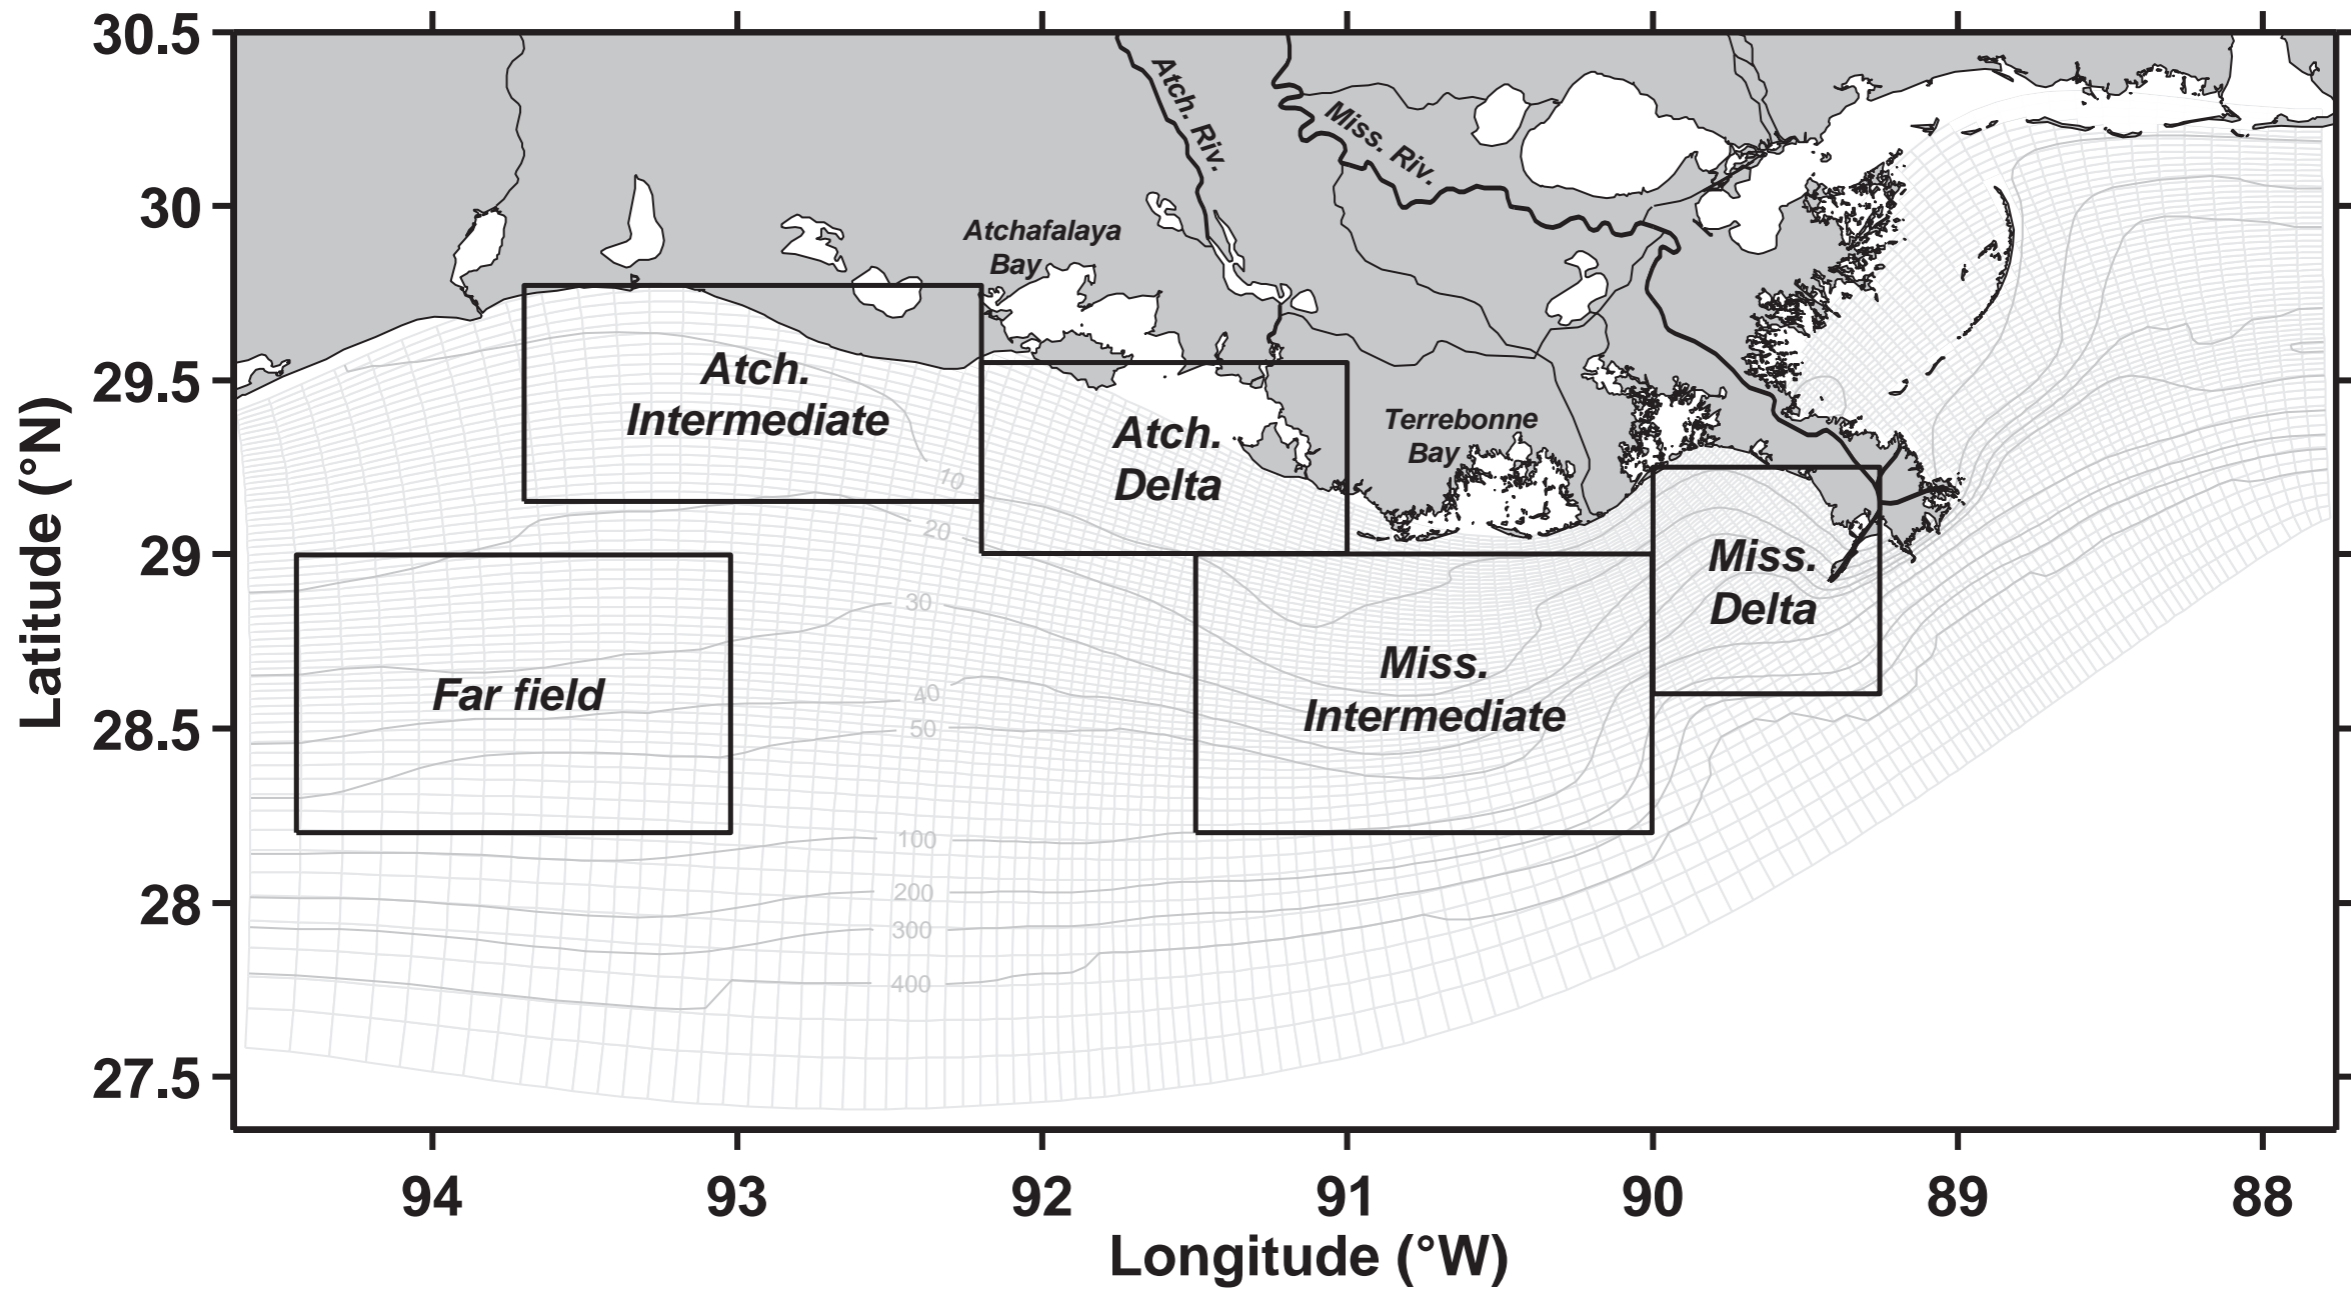 30.5
30
29.5
29
28.5
28
27.5
Latitude (°N)
Atch. Riv.
Miss. Riv.
Atchafalaya
Bay
Atch.
Intermediate
Atch.
Delta
Terrebonne
Bay
Miss.
Delta
Miss.
Intermediate
Far field
10
20
30
40
50
100
200
300
400
94
93
92
91
90
89
88
Longitude (°W)